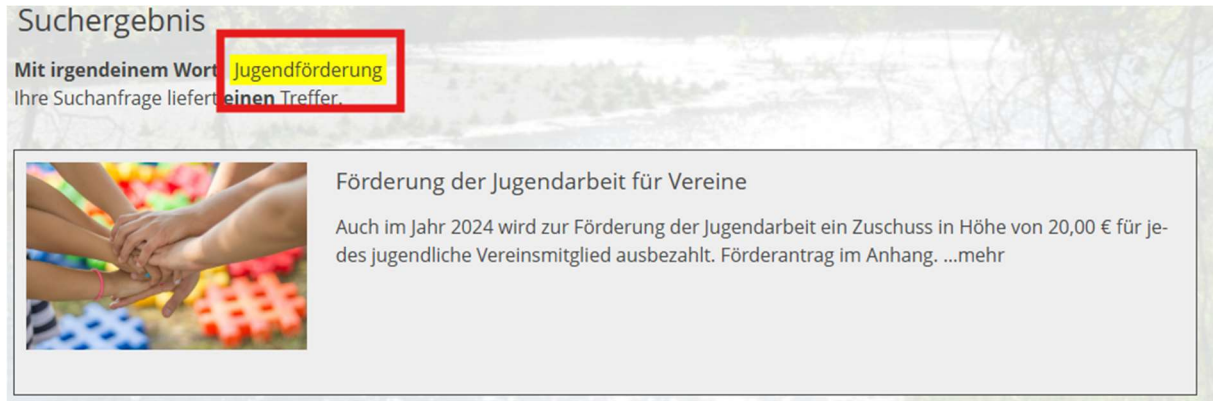 Suchergebnis
Mit irgendeinem Wort Jugendförderung
Ihre Suchanfrage liefert einen Treffer.
Förderung der Jugendarbeit für Vereine
Auch im Jahr 2024 wird zur Förderung der Jugendarbeit ein Zuschuss in Höhe von 20,00 € für je-
des jugendliche Vereinsmitglied ausbezahlt. Förderantrag im Anhang. ...mehr